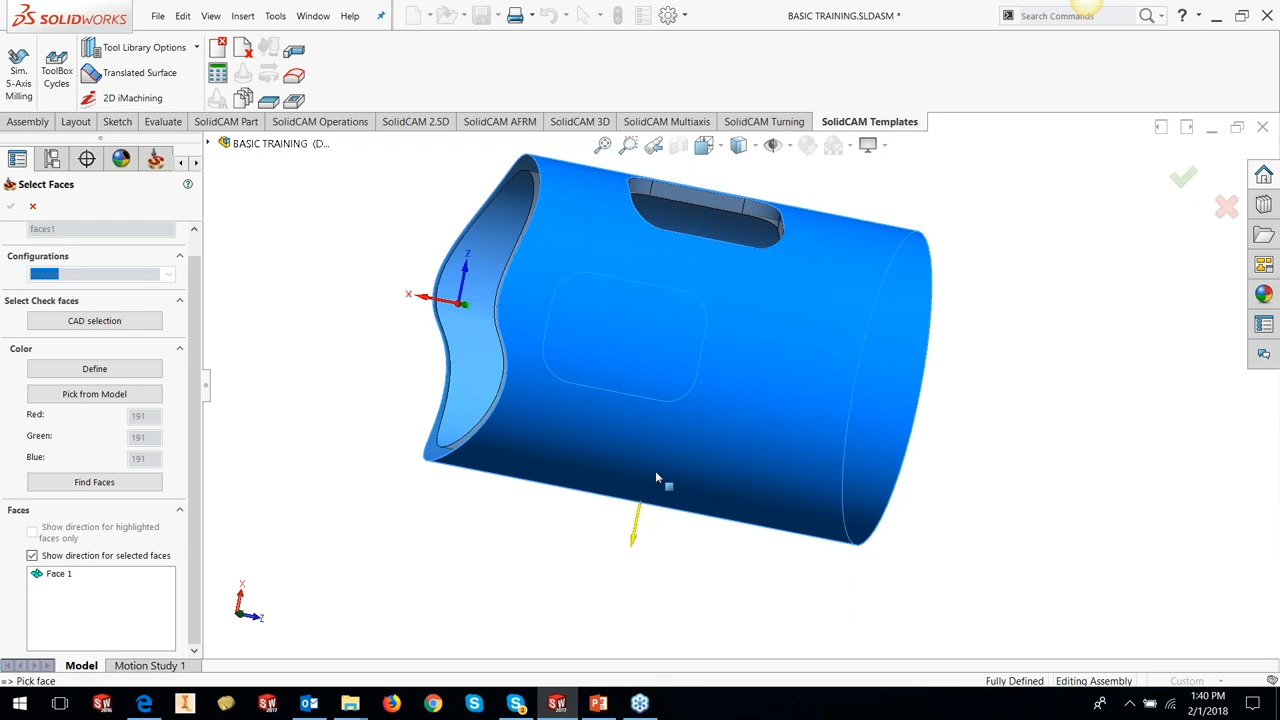 SOLIDWORKS File Edit View Insert Tools Window Help BASIC TRAINING.SLDASM * Search Commands
Sim. 5-Axis Milling
ToolBox Cycles
Tool Library Options
Translated Surface
2D iMachining
Assembly Layout Sketch Evaluate SolidCAM Part SolidCAM Operations SolidCAM 2.5D SolidCAM AFRM SolidCAM 3D SolidCAM Multiaxis SolidCAM Turning SolidCAM Templates
BASIC TRAINING (D...
Select Faces
faces1
Configurations
Select Check faces
CAD selection
Color
Define
Pick from Model
Red: 191
Green: 191
Blue: 191
Find Faces
Faces
Show direction for highlighted
faces only
Show direction for selected faces
Face 1
Z
X
X
Z
Model Motion Study 1
=> Pick face Fully Defined Editing Assembly Custom
1:40 PM
2/1/2018